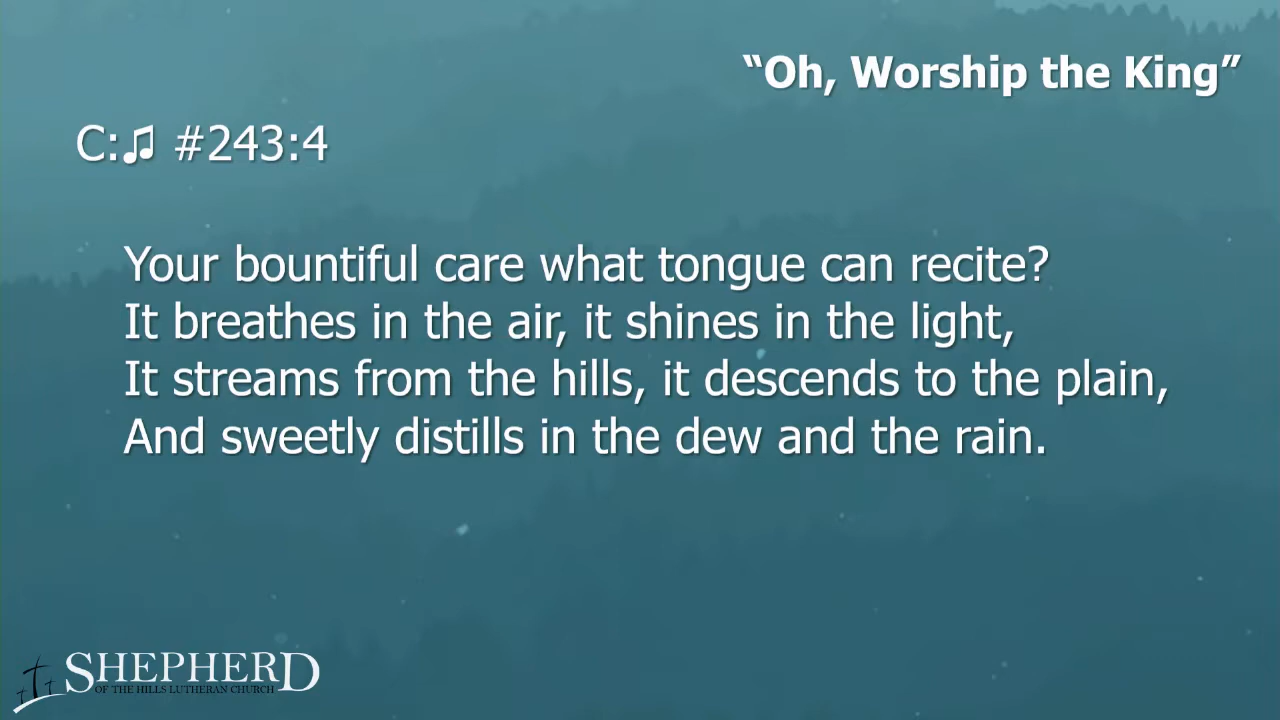 “Oh, Worship the King”
C:♫ #243:4
Your bountiful care what tongue can recite?
It breathes in the air, it shines in the light,
It streams from the hills, it descends to the plain,
And sweetly distills in the dew and the rain.
SHEPHERD
OF THE HILLS LUTHERAN CHURCH